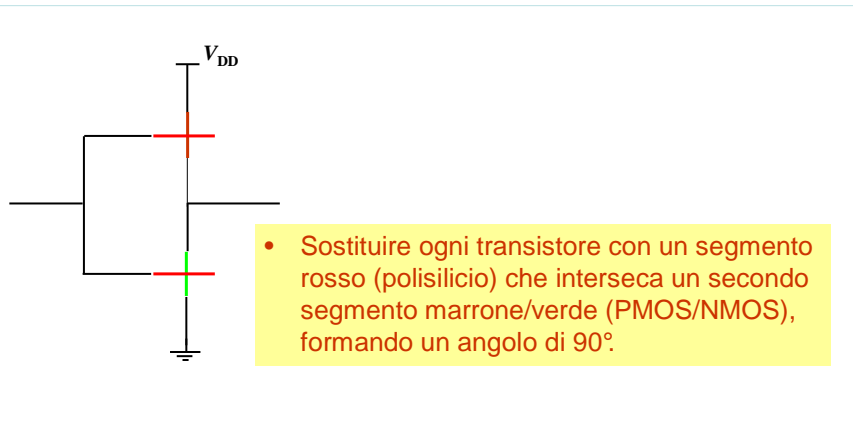 VDD
• Sostituire ogni transistore con un segmento
rosso (polisilicio) che interseca un secondo
segmento marrone/verde (PMOS/NMOS),
formando un angolo di 90°.